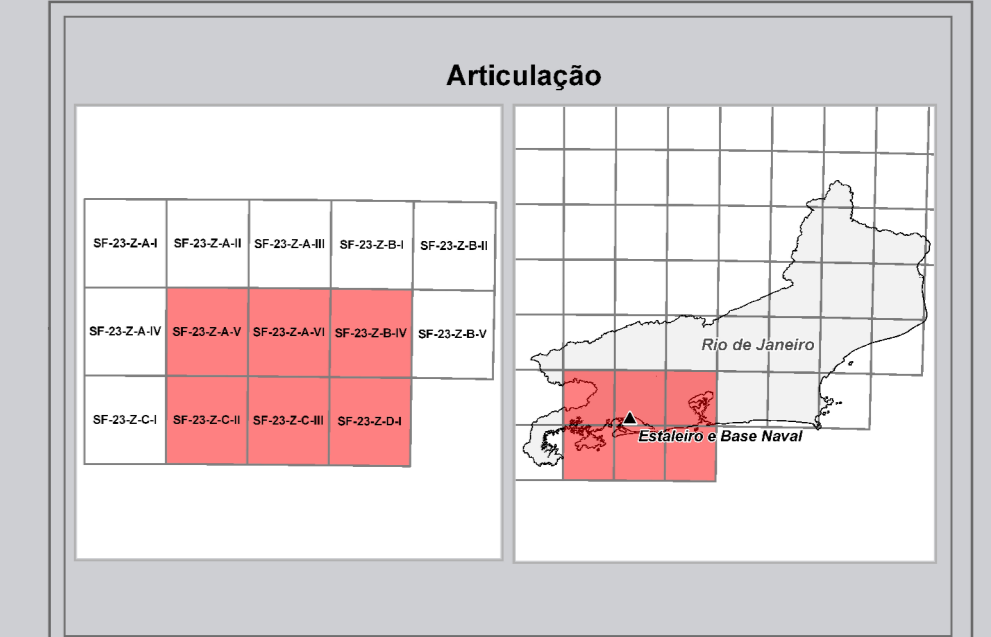 Articulação
SF-23-Z-A-I SF-23-Z-A-II SF-23-Z-A-III SF-23-Z-B-I SF-23-Z-B-II
SF-23-Z-A-IV SF-23-Z-A-V SF-23-Z-A-VI SF-23-Z-B-IV SF-23-Z-B-V
SF-23-Z-C-I SF-23-Z-C-II SF-23-Z-C-III SF-23-Z-D-I
Rio de Janeiro
Estaleiro e Base Naval